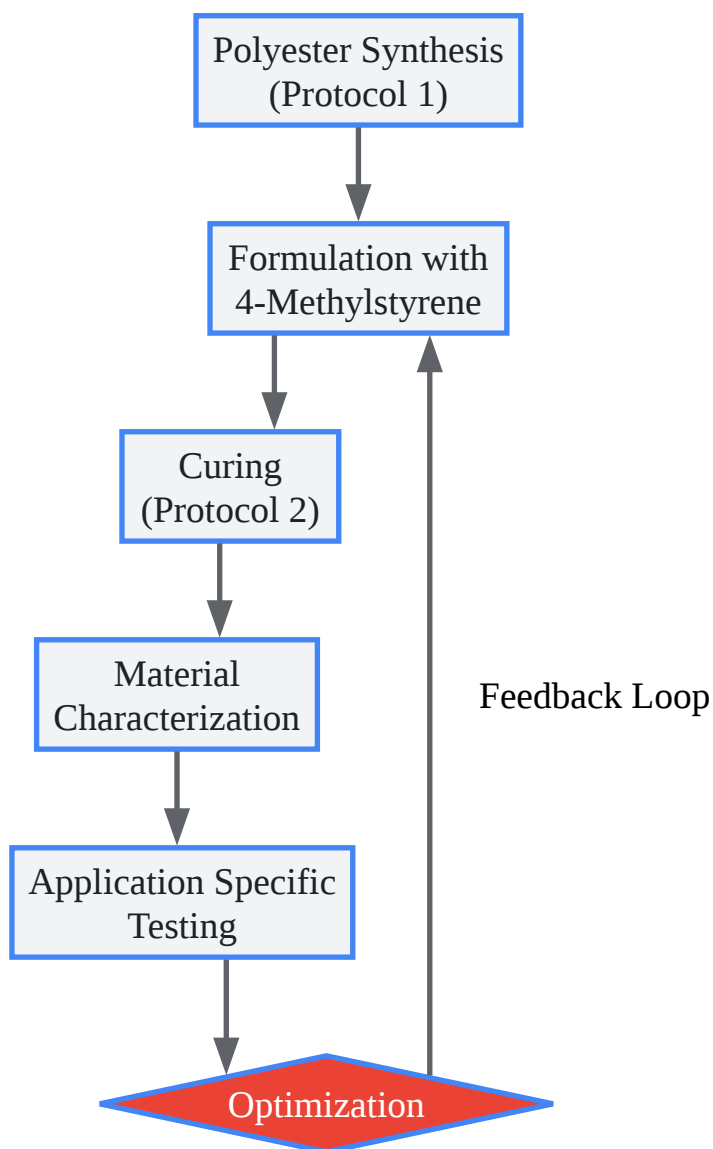 Polyester Synthesis
(Protocol 1)
Formulation with
4-Methylstyrene
Curing
(Protocol 2)
Material
Characterization
Feedback Loop
Application Specific
Testing
Optimization